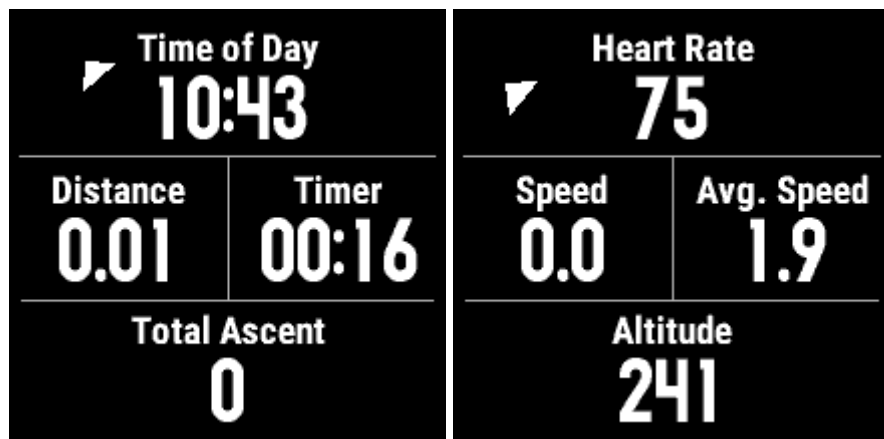 Time of Day
10:43
Distance
0.01
Timer
00:16
Total Ascent
0
Heart Rate
75
Speed
0.0
Avg. Speed
1.9
Altitude
241